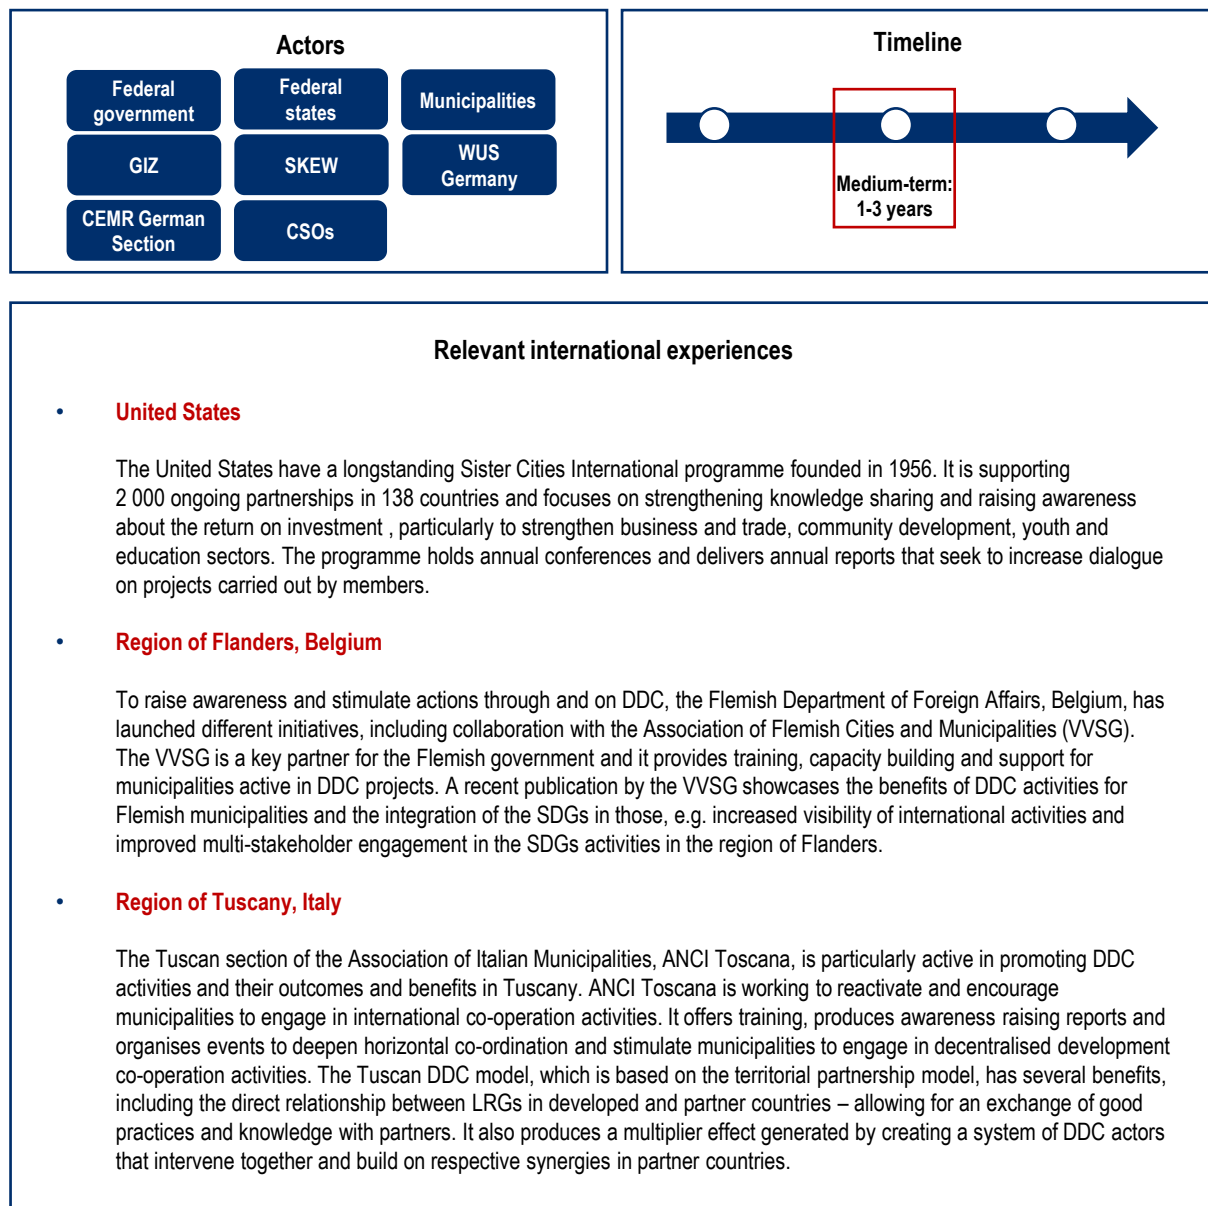 Actors
Federal
government
Federal
states
Municipalities
GIZ
SKEW
WUS
Germany
CEMR German
Section
CSOs
Timeline
Medium-term:
1-3 years
Relevant international experiences
• United States
The United States have a longstanding Sister Cities International programme founded in 1956. It is supporting
2 000 ongoing partnerships in 138 countries and focuses on strengthening knowledge sharing and raising awareness
about the return on investment , particularly to strengthen business and trade, community development, youth and
education sectors. The programme holds annual conferences and delivers annual reports that seek to increase dialogue
on projects carried out by members.
• Region of Flanders, Belgium
To raise awareness and stimulate actions through and on DDC, the Flemish Department of Foreign Affairs, Belgium, has
launched different initiatives, including collaboration with the Association of Flemish Cities and Municipalities (VVSG).
The VVSG is a key partner for the Flemish government and it provides training, capacity building and support for
municipalities active in DDC projects. A recent publication by the VVSG showcases the benefits of DDC activities for
Flemish municipalities and the integration of the SDGs in those, e.g. increased visibility of international activities and
improved multi-stakeholder engagement in the SDGs activities in the region of Flanders.
• Region of Tuscany, Italy
The Tuscan section of the Association of Italian Municipalities, ANCI Toscana, is particularly active in promoting DDC
activities and their outcomes and benefits in Tuscany. ANCI Toscana is working to reactivate and encourage
municipalities to engage in international co-operation activities. It offers training, produces awareness raising reports and
organises events to deepen horizontal co-ordination and stimulate municipalities to engage in decentralised development
co-operation activities. The Tuscan DDC model, which is based on the territorial partnership model, has several benefits,
including the direct relationship between LRGs in developed and partner countries – allowing for an exchange of good
practices and knowledge with partners. It also produces a multiplier effect generated by creating a system of DDC actors
that intervene together and build on respective synergies in partner countries.